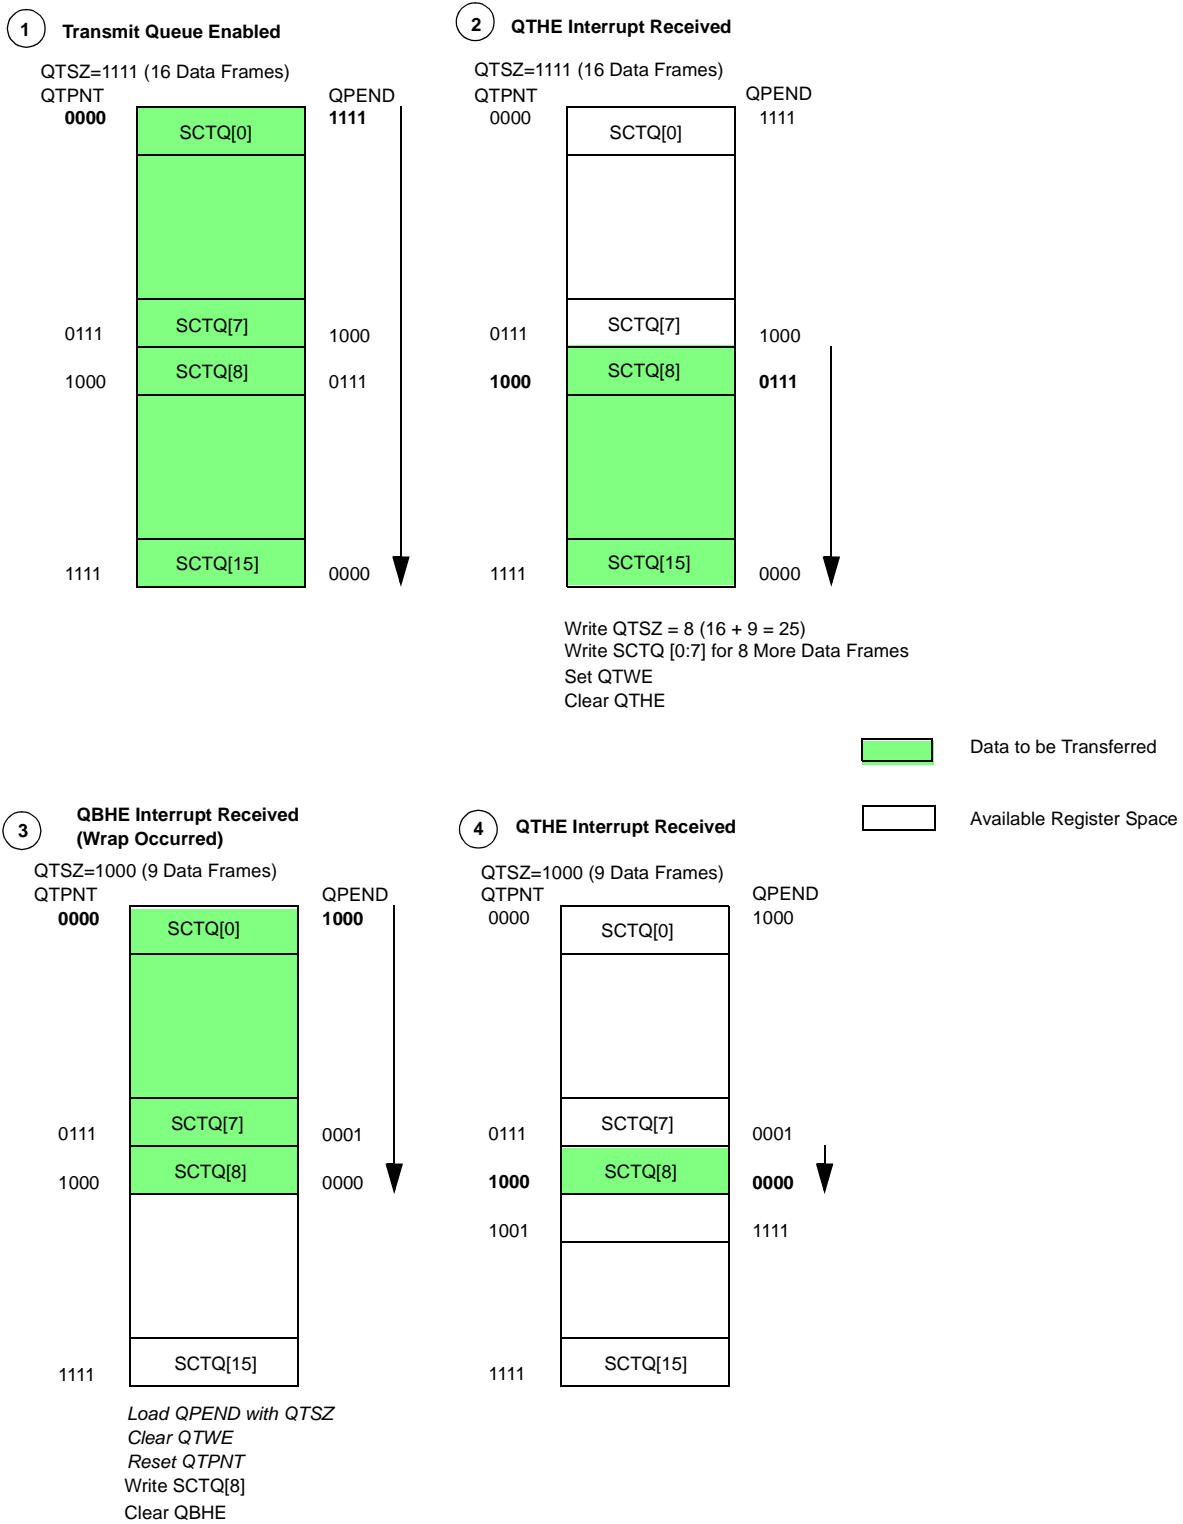 1 Transmit Queue Enabled
QTSZ=1111 (16 Data Frames)
QTPNT QPEND
0000 SCTQ[0] 1111
0111 SCTQ[7] 1000
1000 SCTQ[8] 0111
1111 SCTQ[15] 0000
2 QTHE Interrupt Received
QTSZ=1111 (16 Data Frames)
QTPNT QPEND
0000 SCTQ[0] 1111
0111 SCTQ[7] 1000
1000 SCTQ[8] 0111
1111 SCTQ[15] 0000
Write QTSZ = 8 (16 + 9 = 25)
Write SCTQ [0:7] for 8 More Data Frames
Set QTWE
Clear QTHE
Data to be Transferred
Available Register Space
3 QBHE Interrupt Received
(Wrap Occurred)
QTSZ=1000 (9 Data Frames)
QTPNT QPEND
0000 SCTQ[0] 1000
0111 SCTQ[7] 0001
1000 SCTQ[8] 0000
1111 SCTQ[15]
Load QPEND with QTSZ
Clear QTWE
Reset QTPNT
Write SCTQ[8]
Clear QBHE
4 QTHE Interrupt Received
QTSZ=1000 (9 Data Frames)
QTPNT QPEND
0000 SCTQ[0] 1000
0111 SCTQ[7] 0001
1000 SCTQ[8] 0000
1001 1111
1111 SCTQ[15]